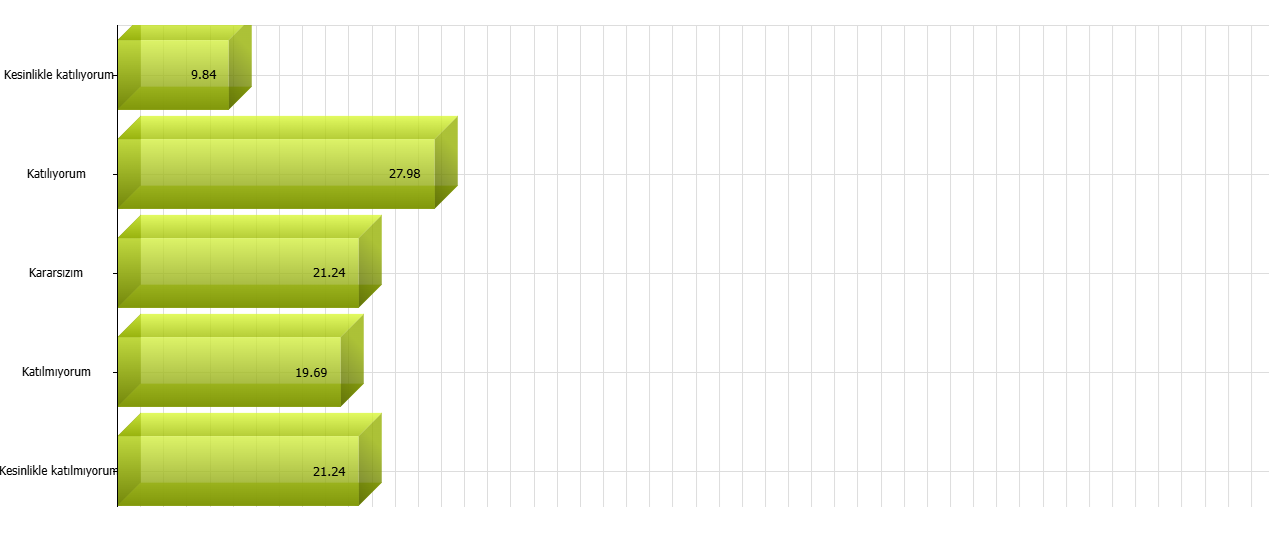 Kesinlikle katılıyorum
9.84
Katılıyorum
27.98
Kararsızım
21.24
Katılmıyorum
19.69
Kesinlikle katılmıyorum
21.24